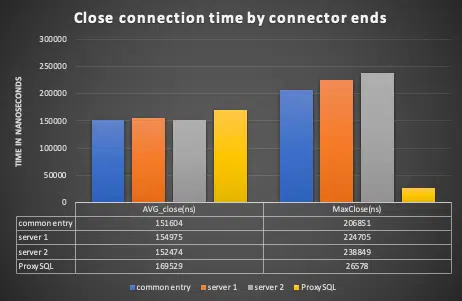 Close connection time by connector ends
TIME IN NANOSECONDS
300000
250000
200000
150000
100000
50000
0
AVG_close(ns) MaxClose(ns)
common entry 151604 206851
server 1 154975 224705
server 2 152474 238849
ProxySQL 169529 26578
common entry server 1 server 2 ProxySQL